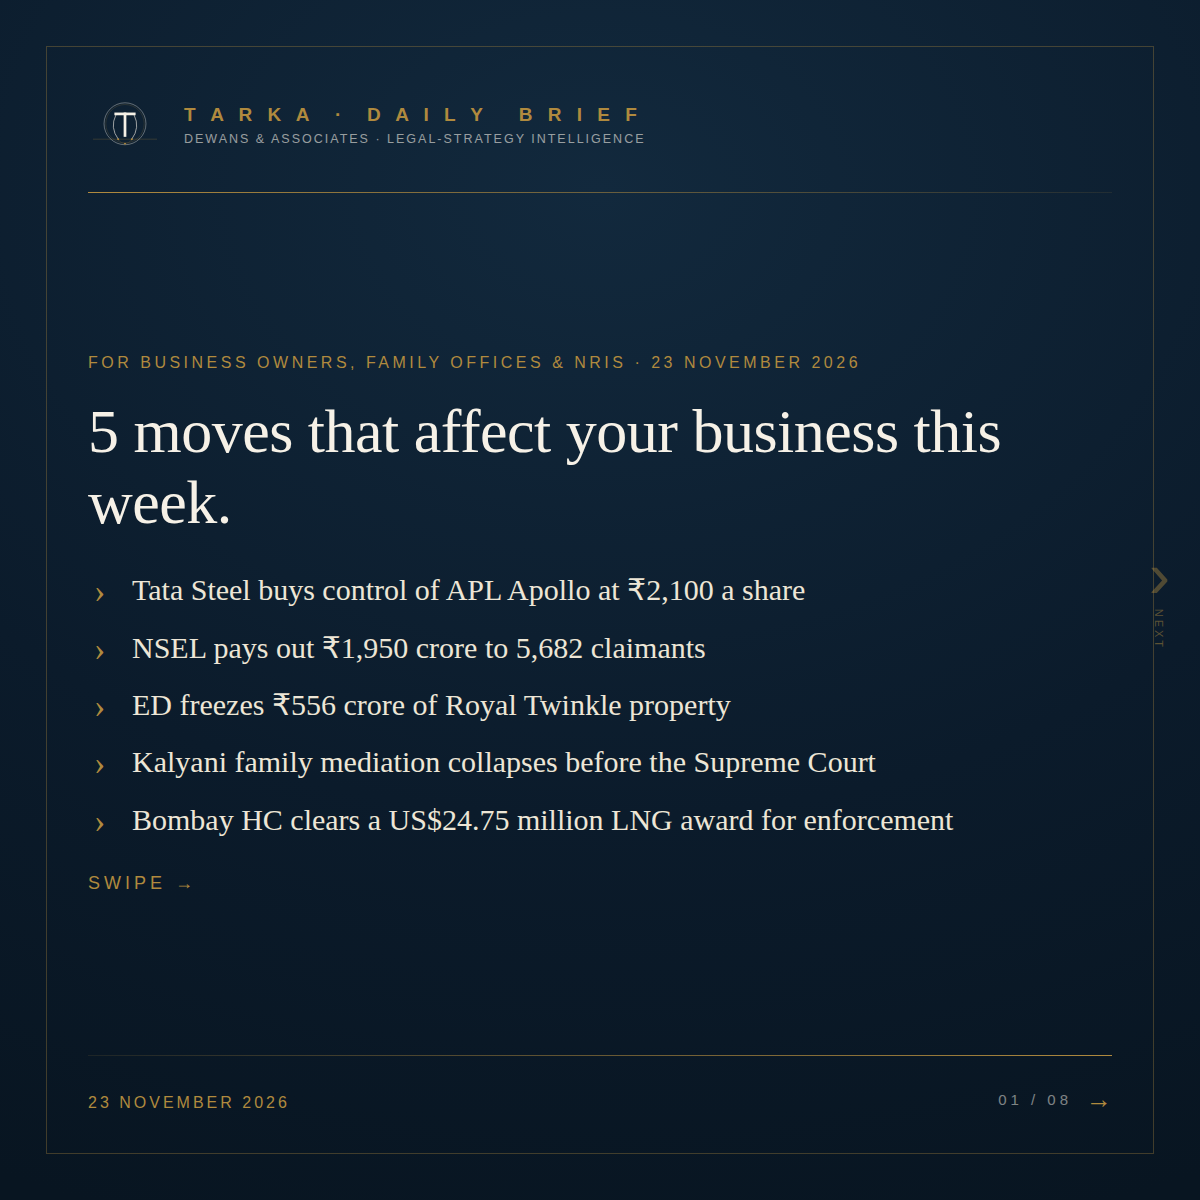 T
TARKA · DAILY BRIEF
DEWANS & ASSOCIATES · LEGAL-STRATEGY INTELLIGENCE
FOR BUSINESS OWNERS, FAMILY OFFICES & NRIS · 23 NOVEMBER 2026
5 moves that affect your business this
week.
› Tata Steel buys control of APL Apollo at ₹2,100 a share
› NSEL pays out ₹1,950 crore to 5,682 claimants
› ED freezes ₹556 crore of Royal Twinkle property
› Kalyani family mediation collapses before the Supreme Court
› Bombay HC clears a US$24.75 million LNG award for enforcement
SWIPE →
› NEXT
23 NOVEMBER 2026
01 / 08 →